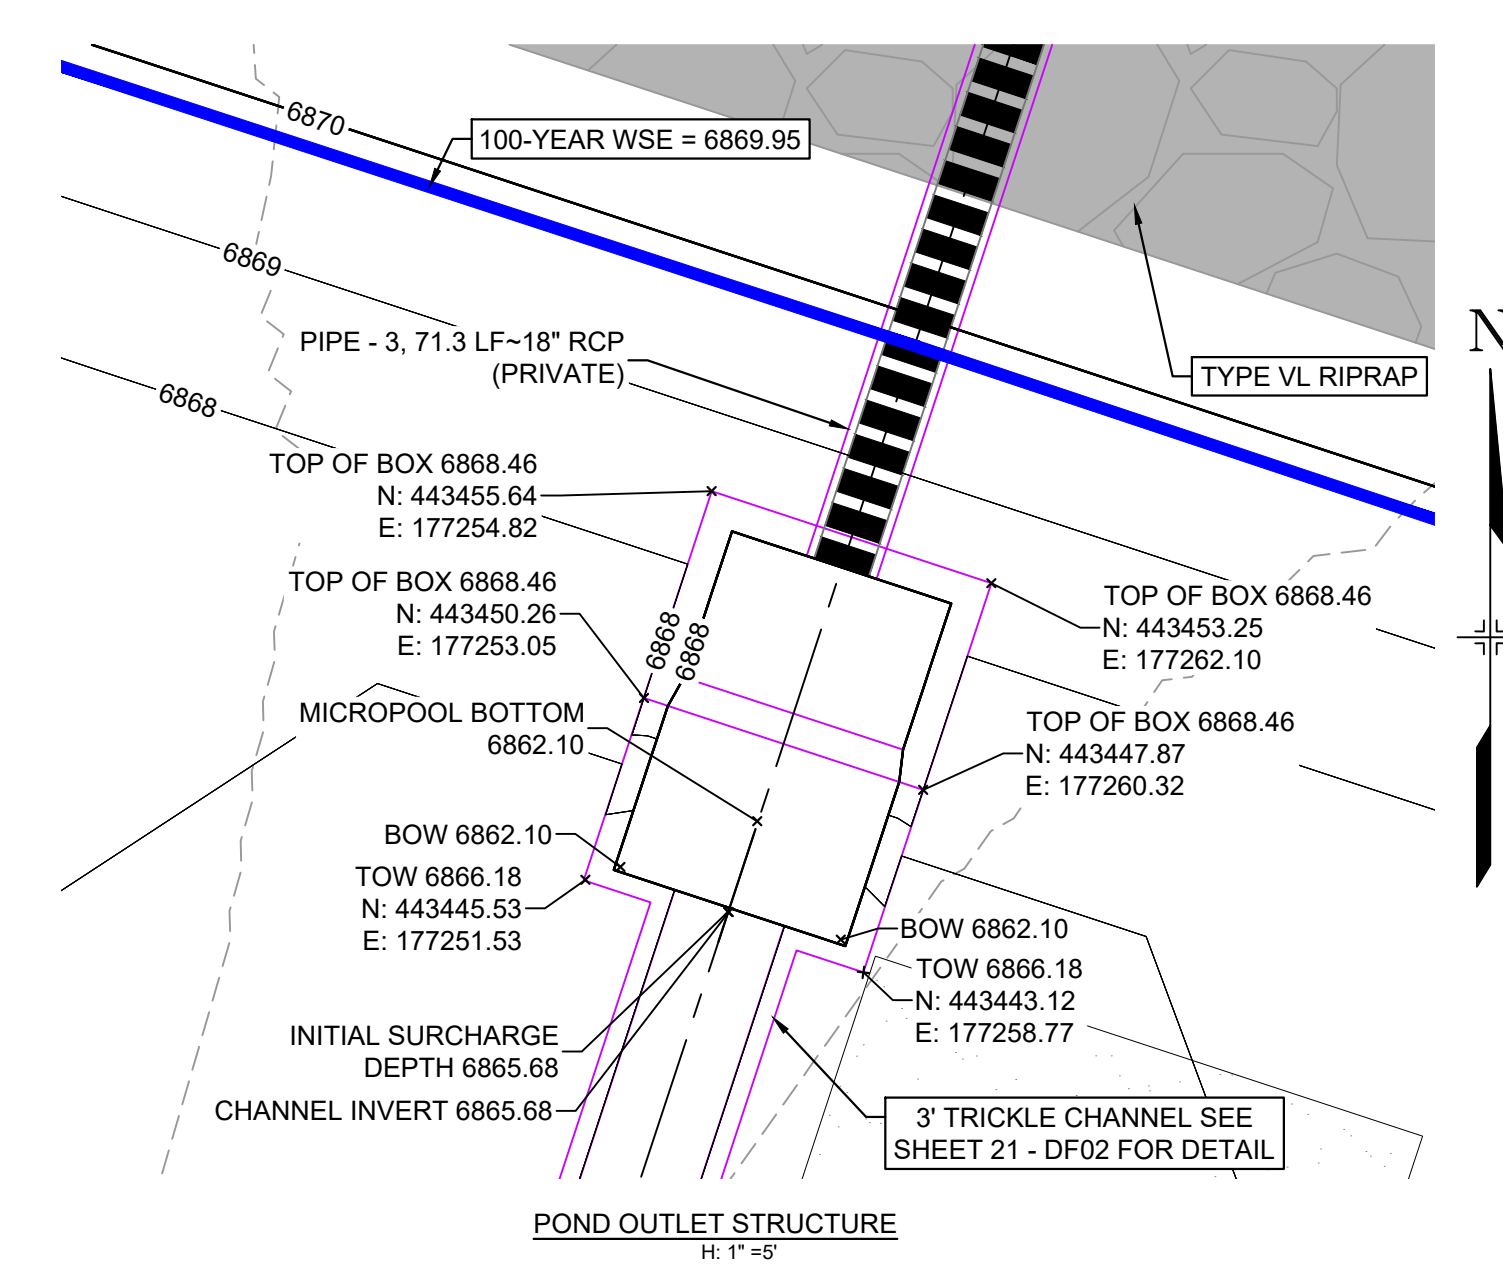 6870
100-YEAR WSE = 6869.95
6869
PIPE - 3, 71.3 LF~18" RCP
(PRIVATE)
TYPE VL RIPRAP
N
6868
TOP OF BOX 6868.46
N: 443455.64
E: 177254.82
TOP OF BOX 6868.46
N: 443450.26
E: 177253.05
6868
6868
TOP OF BOX 6868.46
N: 443453.25
E: 177262.10
MICROPOOL BOTTOM
6862.10
TOP OF BOX 6868.46
N: 443447.87
E: 177260.32
BOW 6862.10
TOW 6866.18
N: 443445.53
E: 177251.53
BOW 6862.10
TOW 6866.18
N: 443443.12
E: 177258.77
INITIAL SURCHARGE
DEPTH 6865.68
CHANNEL INVERT 6865.68
3' TRICKLE CHANNEL SEE
SHEET 21 - DF02 FOR DETAIL
POND OUTLET STRUCTURE
H: 1" =5'